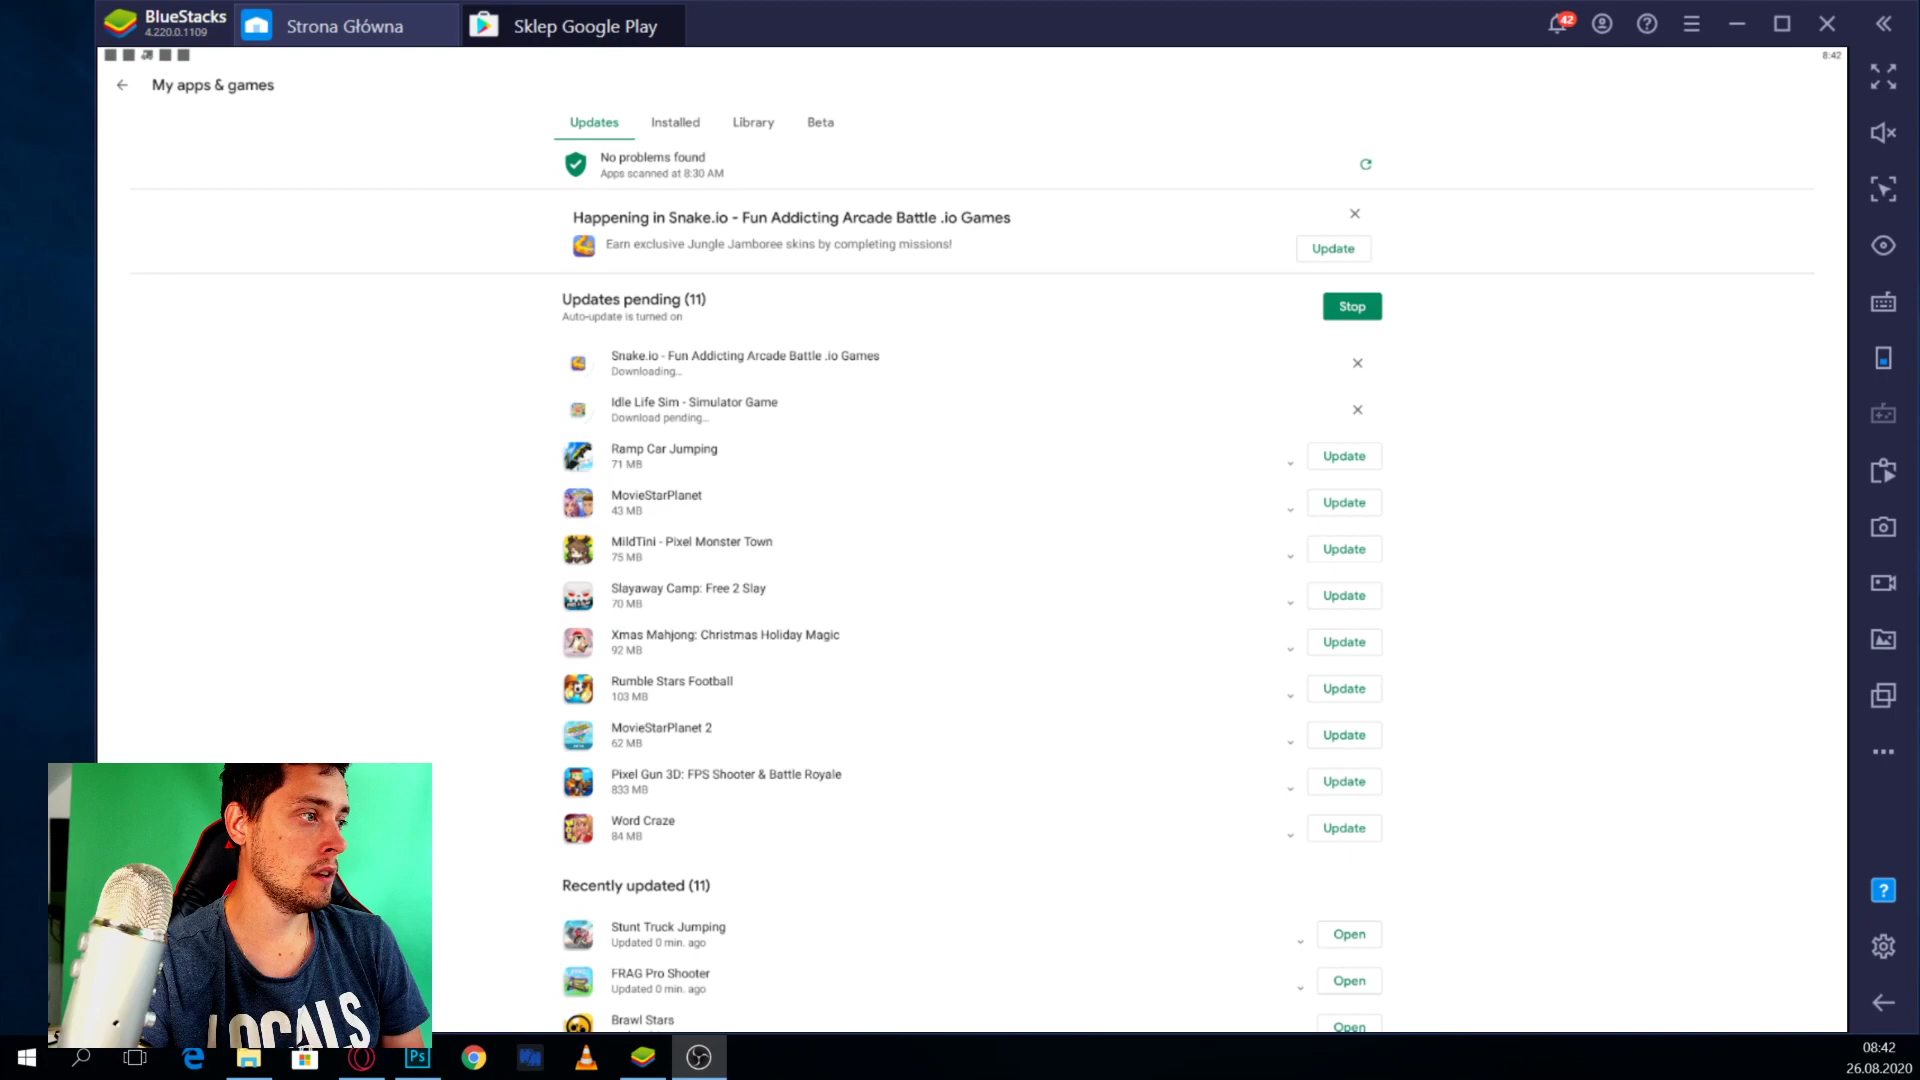 BlueStacks
4.220.0.1109
Strona Główna
Sklep Google Play
42
8:42
My apps & games
Updates
Installed
Library
Beta
No problems found
Apps scanned at 8:30 AM
Happening in Snake.io - Fun Addicting Arcade Battle .io Games
Earn exclusive Jungle Jamboree skins by completing missions!
Update
Updates pending (11)
Auto-update is turned on
Stop
Snake.io - Fun Addicting Arcade Battle .io Games
Downloading...
Idle Life Sim - Simulator Game
Download pending...
Ramp Car Jumping
71 MB
Update
MovieStarPlanet
43 MB
Update
MildTini - Pixel Monster Town
75 MB
Update
Slayaway Camp: Free 2 Slay
70 MB
Update
Xmas Mahjong: Christmas Holiday Magic
92 MB
Update
Rumble Stars Football
103 MB
Update
MovieStarPlanet 2
62 MB
Update
Pixel Gun 3D: FPS Shooter & Battle Royale
833 MB
Update
Word Craze
84 MB
Update
Recently updated (11)
Stunt Truck Jumping
Updated 0 min. ago
Open
FRAG Pro Shooter
Updated 0 min. ago
Open
Brawl Stars
Open
LOCALS
Ps
08:42
26.08.2020